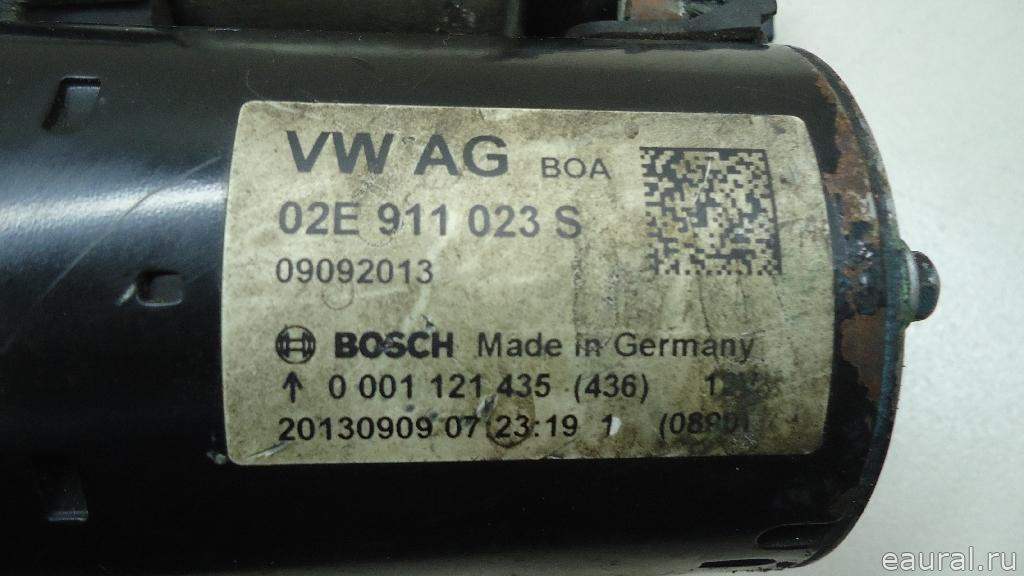 VW AG BOA
02E 911 023 S
09092013
BOSCH Made in Germany
↑ 0 001 121 435 (436)
20130909 07:23:19 1
eaural.ru